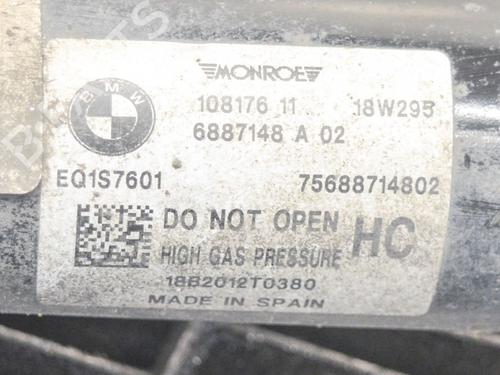 MONROE
BMW
108176 11 18W295
6887148 A 02
EQ1S7601 75688714802
DO NOT OPEN
HIGH GAS PRESSURE HC
18B2012T0380
MADE IN SPAIN